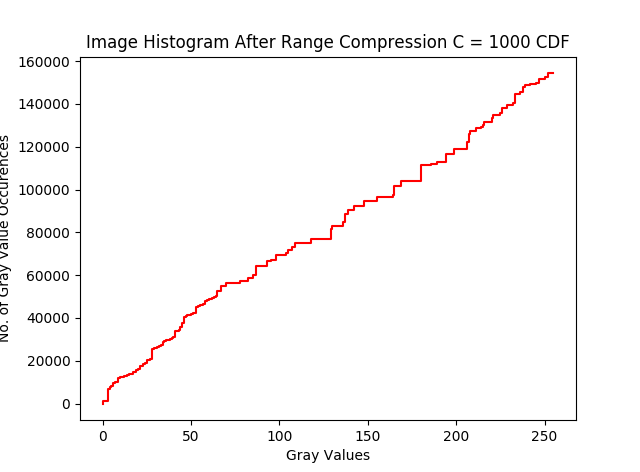 Image Histogram After Range Compression C = 1000 CDF
No. of Gray Value Occurences
160000
140000
120000
100000
80000
60000
40000
20000
0
0 50 100 150 200 250
Gray Values